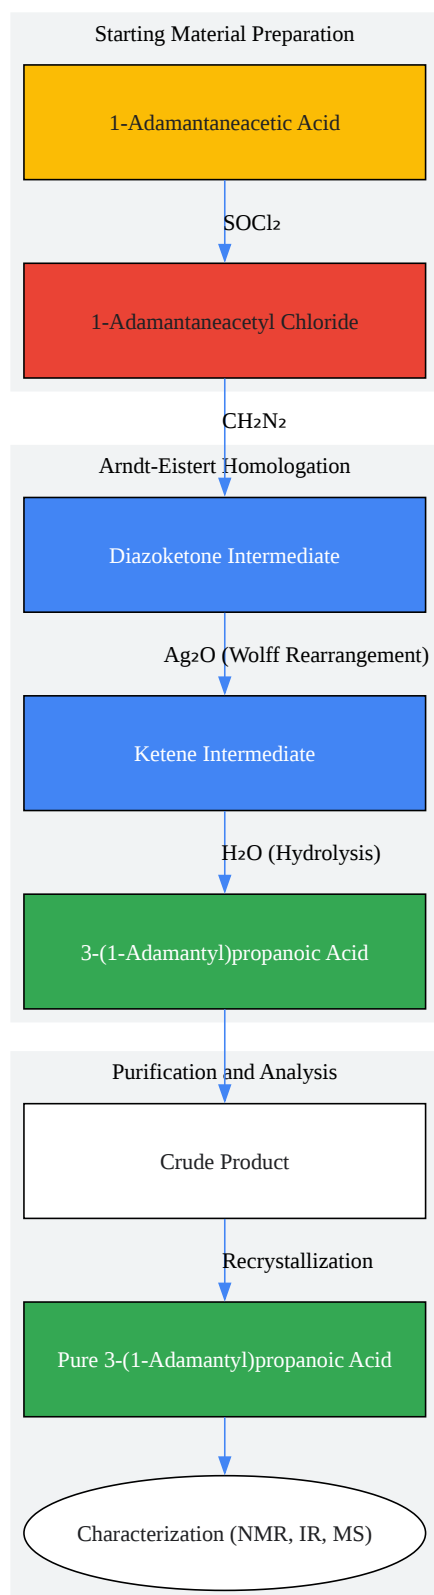 Starting Material Preparation
1-Adamantaneacetic Acid
SOCl₂
1-Adamantaneacetyl Chloride
CH₂N₂
Arndt-Eistert Homologation
Diazoketone Intermediate
Ag₂O (Wolff Rearrangement)
Ketene Intermediate
H₂O (Hydrolysis)
3-(1-Adamantyl)propanoic Acid
Purification and Analysis
Crude Product
Recrystallization
Pure 3-(1-Adamantyl)propanoic Acid
Characterization (NMR, IR, MS)